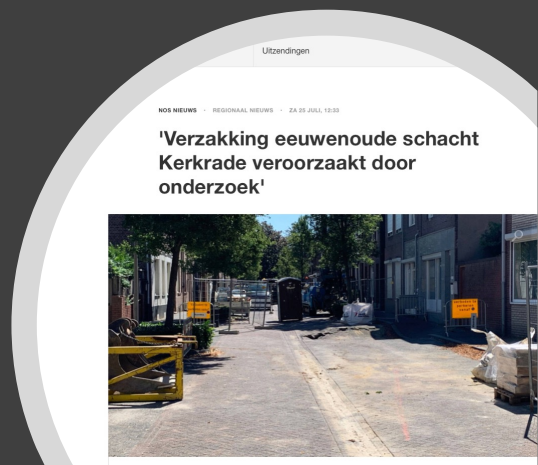 Uitzendingen
NOS NIEUWS · REGIONAAL NIEUWS · ZA 25 JULI, 12:33
'Verzakking eeuwenoude schacht
Kerkrade veroorzaakt door
onderzoek'